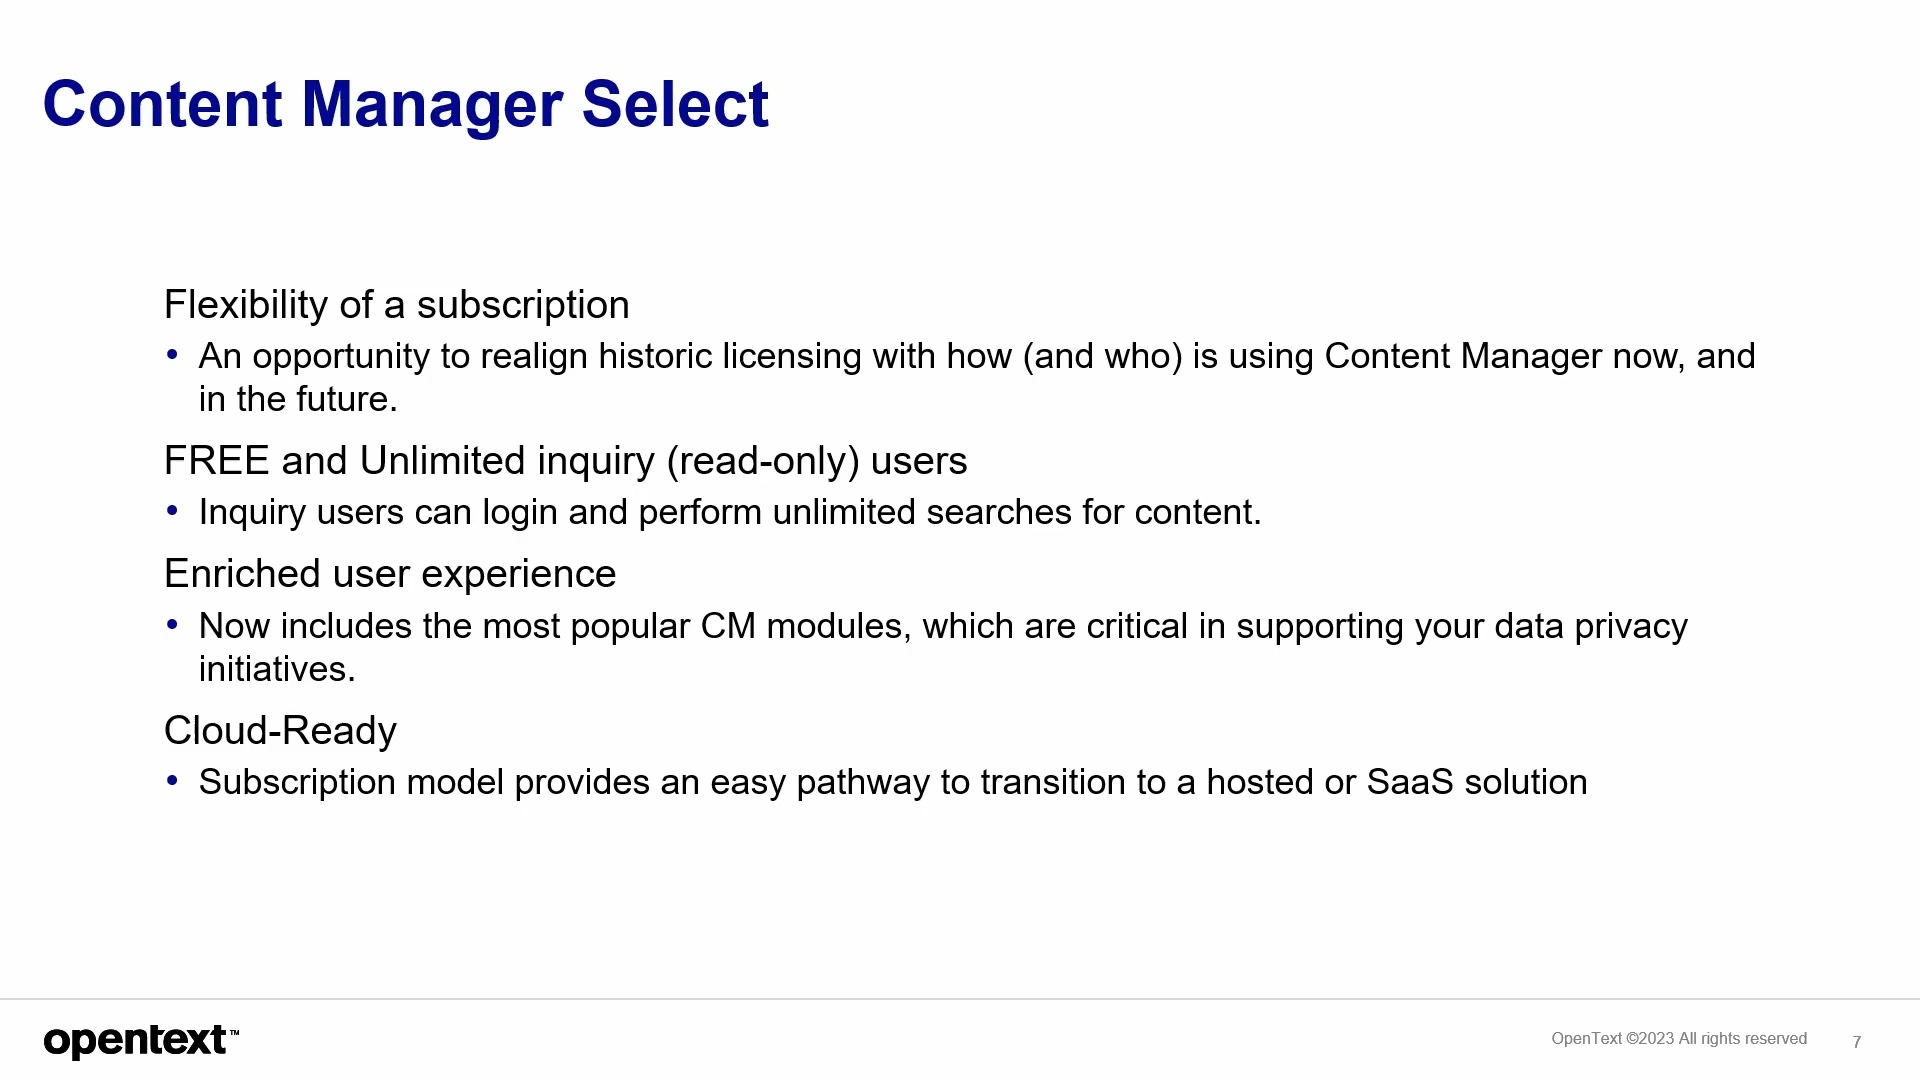 Content Manager Select
Flexibility of a subscription
• An opportunity to realign historic licensing with how (and who) is using Content Manager now, and
in the future.
FREE and Unlimited inquiry (read-only) users
• Inquiry users can login and perform unlimited searches for content.
Enriched user experience
• Now includes the most popular CM modules, which are critical in supporting your data privacy
initiatives.
Cloud-Ready
• Subscription model provides an easy pathway to transition to a hosted or SaaS solution
opentext™
OpenText ©2023 All rights reserved 7